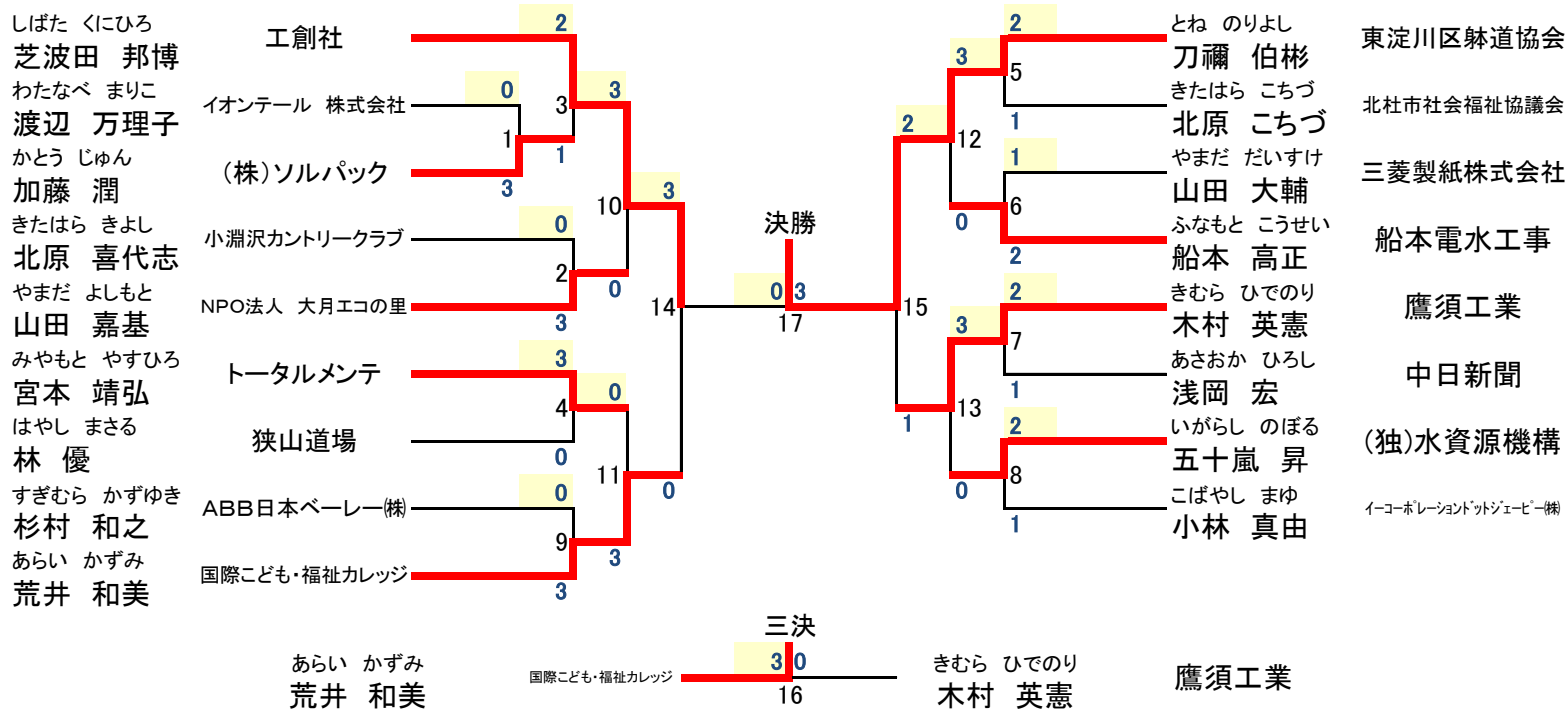 しばた くにひろ
芝波田 邦博
工創社
2
わたなべ まりこ
渡辺 万理子
イオンテール 株式会社
0
3
3
1
かとう じゅん
加藤 潤
(株)ソルパック
3
1
きたはら きよし
北原 喜代志
小淵沢カントリークラブ
0
10
3
2
やまだ よしもと
山田 嘉基
NPO法人 大月エコの里
3
0
14
みやもと やすひろ
宮本 靖弘
トータルメンテ
3
0
4
はやし まさる
林 優
狭山道場
0
11
0
すぎむら かずゆき
杉村 和之
ABB日本ベーレー㈱
0
9
3
あらい かずみ
荒井 和美
国際こども・福祉カレッジ
3
決勝
0 3
17
とね のりよし
刀禰 伯彬
東淀川区躰道協会
2
3
5
きたはら こちづ
北原 こちづ
北杜市社会福祉協議会
1
2
12
やまだ だいすけ
山田 大輔
三菱製紙株式会社
1
6
0
ふなもと こうせい
船本 高正
船本電水工事
2
15
きむら ひでのり
木村 英憲
鷹須工業
2
3
7
あさおか ひろし
浅岡 宏
中日新聞
1
13
1
いがらし のぼる
五十嵐 昇
(独)水資源機構
2
8
0
こばやし まゆ
小林 真由
イーコーポレーションドットジェーピー㈱
1
三決
あらい かずみ
荒井 和美
国際こども・福祉カレッジ
3 0
16
きむら ひでのり
木村 英憲
鷹須工業